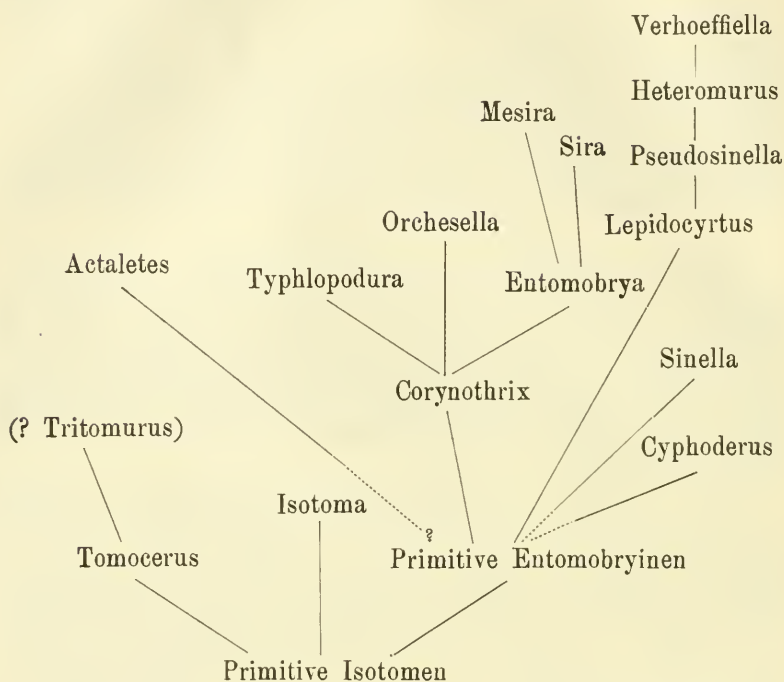 Verhoeffiella
Heteromurus
Mesira
Sira
Pseudosinella
Orchesella
Lepidocyrtus
Actaletes
Typhlopodura
Entomobrya
Sinella
Corynothrix
(? Tritomurus)
Cyphoderus
Isotoma
?
Tomocerus
Primitive Entomobryinen
Primitive Isotomen